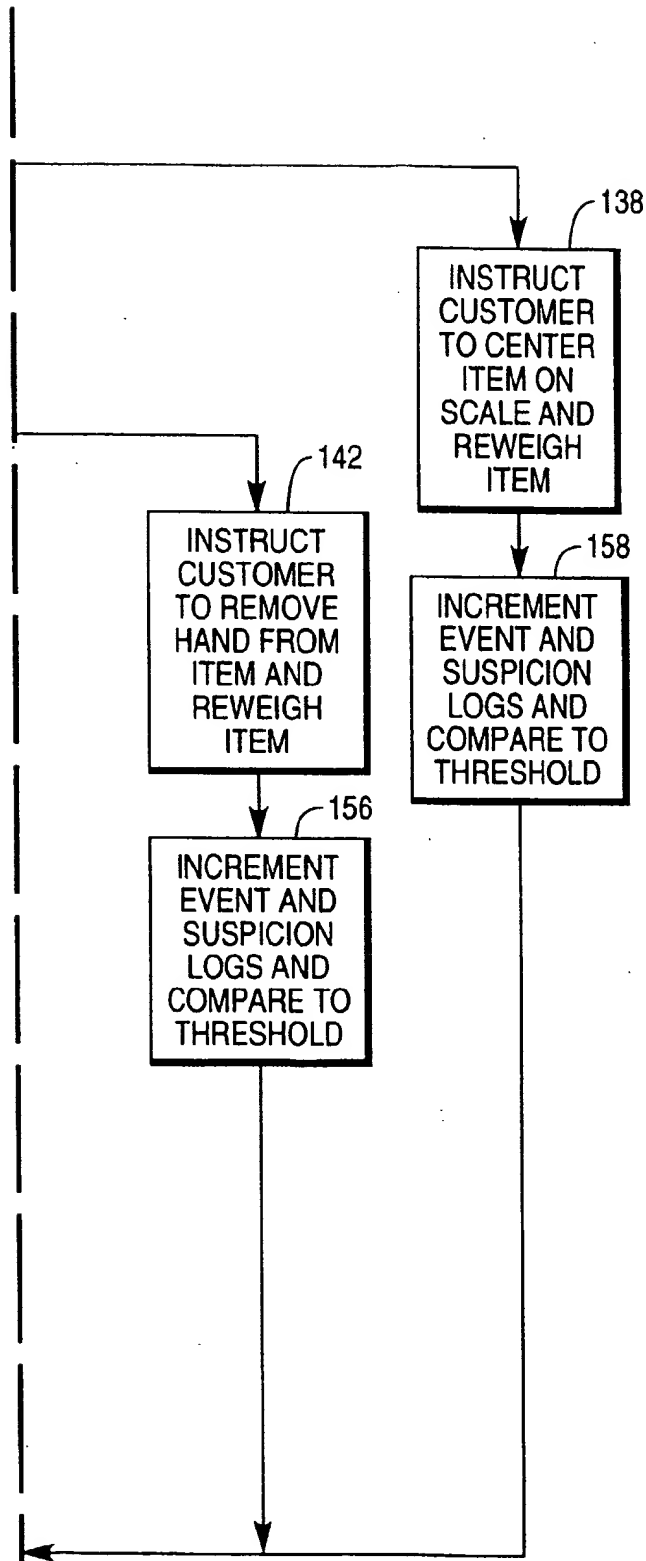 138
INSTRUCT
CUSTOMER
TO CENTER
ITEM ON
SCALE AND
REWEIGH
ITEM
142
INSTRUCT
CUSTOMER
TO REMOVE
HAND FROM
ITEM AND
REWEIGH
ITEM
158
INCREMENT
EVENT AND
SUSPICION
LOGS AND
COMPARE TO
THRESHOLD
156
INCREMENT
EVENT AND
SUSPICION
LOGS AND
COMPARE TO
THRESHOLD